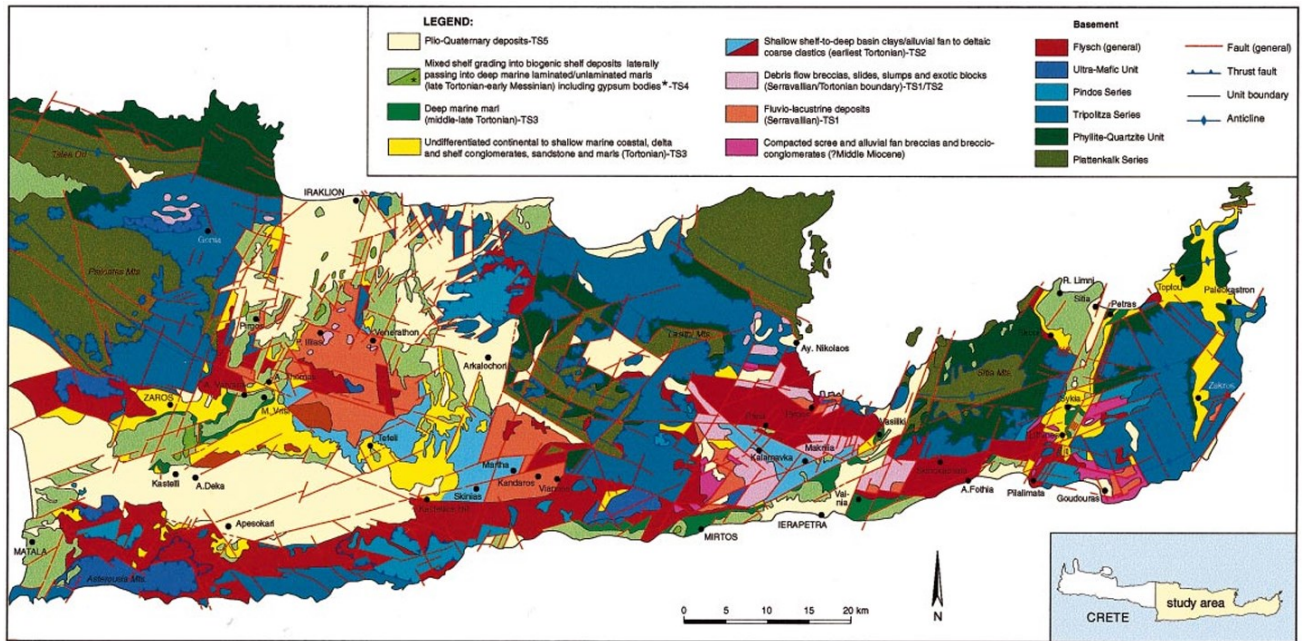 LEGEND:
Plio-Quaternary deposits-TS5
Mixed shelf grading into biogenic shelf deposits laterally
passing into deep marine laminated/unlaminated marls
(late Tortonian-early Messinian) including gypsum bodies*-TS4
Deep marine marl
(middle-late Tortonian)-TS3
Undifferentiated continental to shallow marine coastal, delta
and shelf conglomerates, sandstone and marls (Tortonian)-TS3
Shallow shelf-to-deep basin clays/alluvial fan to deltaic
coarse clastics (earliest Tortonian)-TS2
Debris flow breccias, slides, slumps and exotic blocks
(Serravallian/Tortonian boundary)-TS1/TS2
Fluvio-lacustrine deposits
(Serravallian)-TS1
Compacted scree and alluvial fan breccias and breccio-
conglomerates (?Middle Miocene)
Basement
Flysch (general)
Ultra-Mafic Unit
Pindos Series
Tripolitza Series
Phyllite-Quartzite Unit
Plattenkalk Series
Fault (general)
Thrust fault
Unit boundary
Anticline
IRAKLION
R. Limni
Sitia
Petras
Toplou
Paleokastron
Venerathon
P. Illias
Arkalochori
Ay. Nikolaos
Sitia Mts.
ZAROS
Zakros
Sykia
Tefeli
Vasiliki
Kalamavka
Makrilia
Martha
Kastelli
A.Deka
Skinias
Kandaros
Viannos
A.Fothia
Pilalimata
Goudouras
Vai-
nia
Apesokari
IERAPETRA
MIRTOS
MATALA
Asteroussia Mts.
0 5 10 20 km
N
CRETE
study area